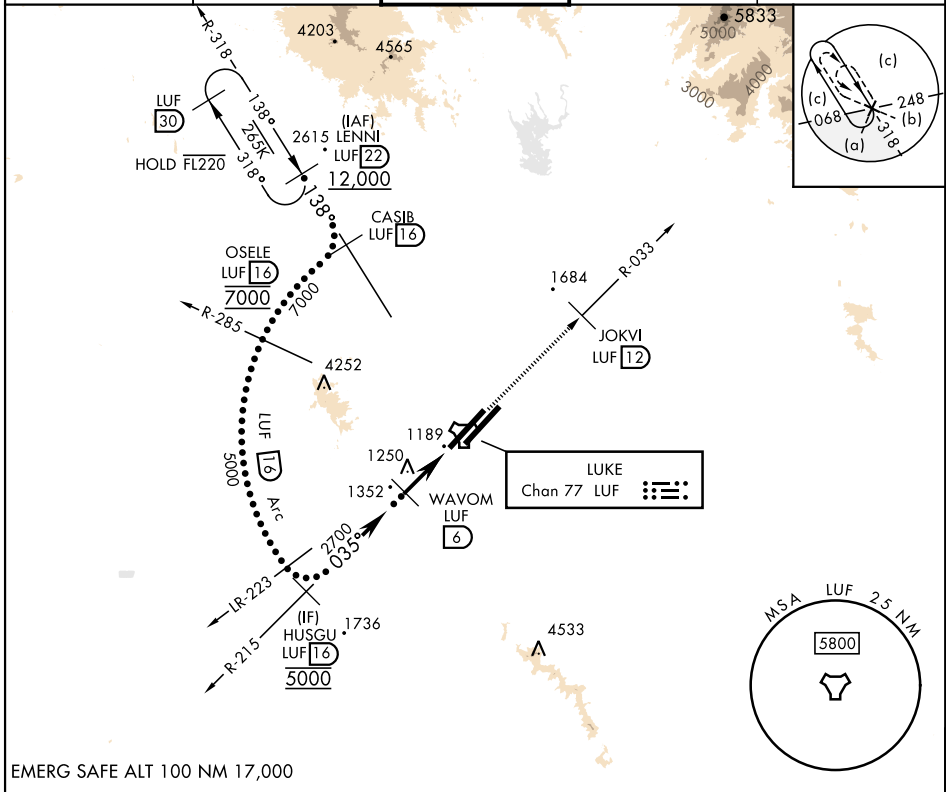 R-318
4203
4565
5833
5000
4000
3000
LUF
30
138°
265K
318°
HOLD FL220
(IAF)
LENNI
2615
LUF 22
12,000
138°
CASIB
LUF 16
OSELE
LUF 16
7000
7000
R-285
4252
R-033
1684
JOKVI
LUF 12
(c)
(c)
248
068
(b)
318
(a)
LUF 16 Arc
5000
1189
1250
1352
WAVOM
LUF
6
LUKE
Chan 77 LUF
2700
035°
LR-223
R-215
(IF)
HUSGU
LUF 16
5000
1736
4533
MSA LUF 25 NM
5800
EMERG SAFE ALT 100 NM 17,000